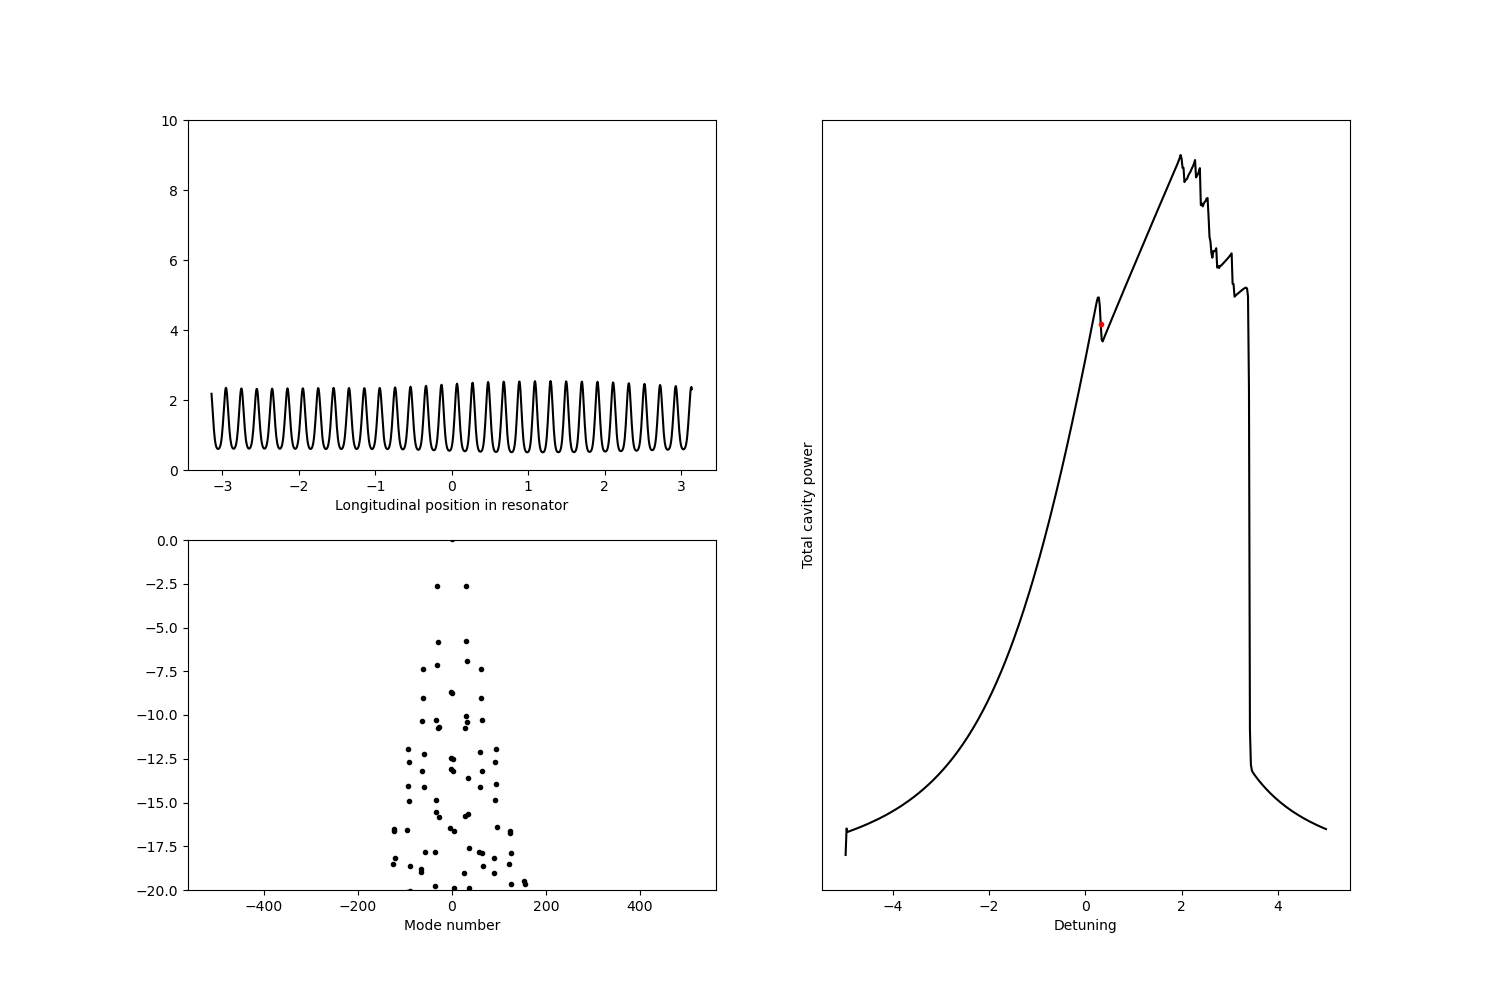 10
8
6
4
2
0
−3 −2 −1 0 1 2 3
Longitudinal position in resonator
0.0
−2.5
−5.0
−7.5
−10.0
−12.5
−15.0
−17.5
−20.0
−400 −200 0 200 400
Mode number
Total cavity power
−4 −2 0 2 4
Detuning